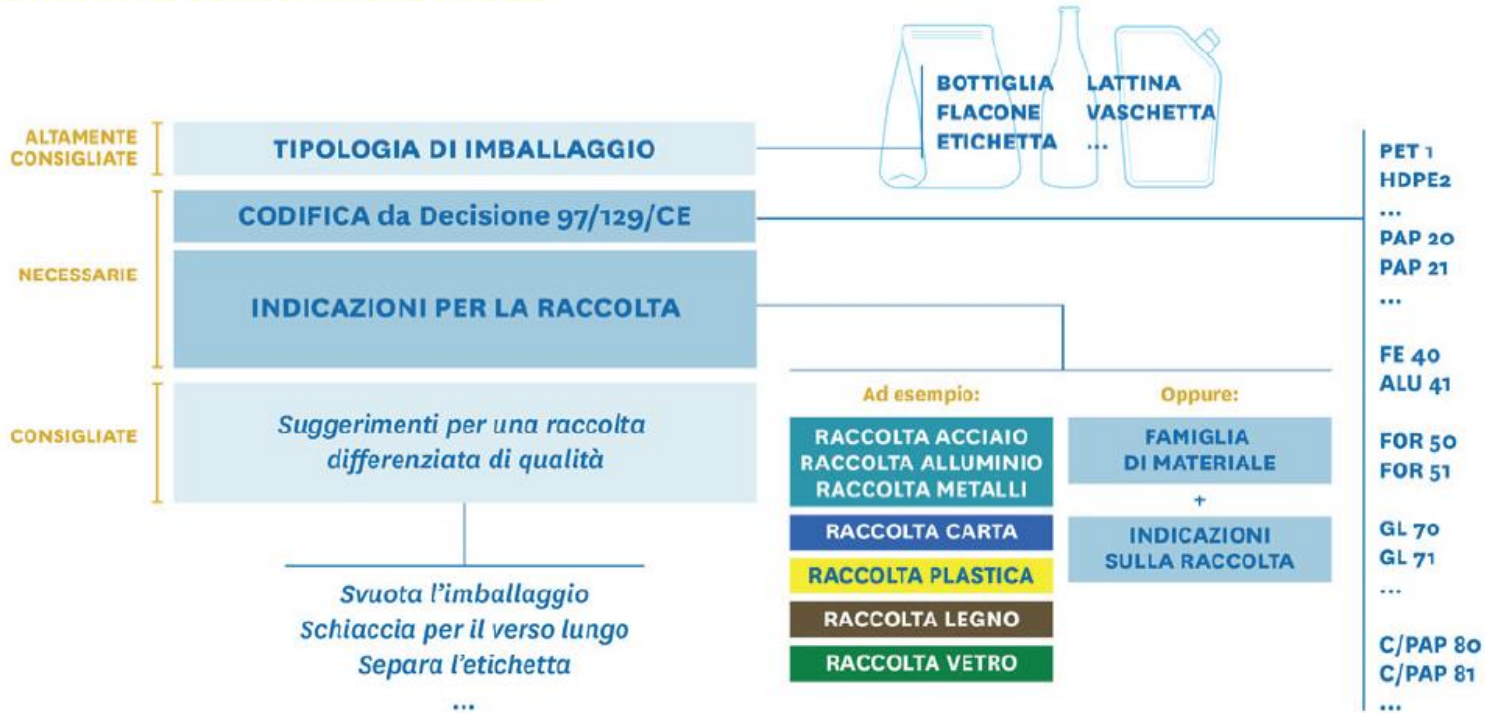 BOTTIGLIA LATTINA
FLACONE VASCHETTA
ETICHETTA ...
ALTAMENTE
CONSIGLIATE
TIPOLOGIA DI IMBALLAGGIO
NECESSARIE
CODIFICA da Decisione 97/129/CE
INDICAZIONI PER LA RACCOLTA
CONSIGLIATE
Suggerimenti per una raccolta
differenziata di qualità
Svuota l'imballaggio
Schiaccia per il verso lungo
Separa l'etichetta
...
Ad esempio:
RACCOLTA ACCIAIO
RACCOLTA ALLUMINIO
RACCOLTA METALLI
RACCOLTA CARTA
RACCOLTA PLASTICA
RACCOLTA LEGNO
RACCOLTA VETRO
Oppure:
FAMIGLIA
DI MATERIALE
+
INDICAZIONI
SULLA RACCOLTA
PET 1
HDPE2
...
PAP 20
PAP 21
...
FE 40
ALU 41
FOR 50
FOR 51
GL 70
GL 71
...
C/PAP 80
C/PAP 81
...